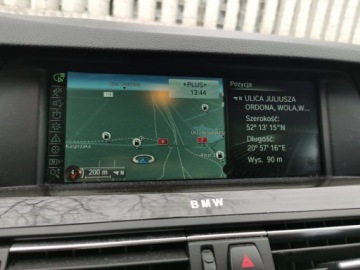 +PLUS+
13:44
Pozycja
N ULICA JULIUSZA
ORDONA, WOLA,W...
Szerokość:
52° 13' 15"N
Długość:
20° 57' 16"E
Wys. 90 m
200 m
N
BMW